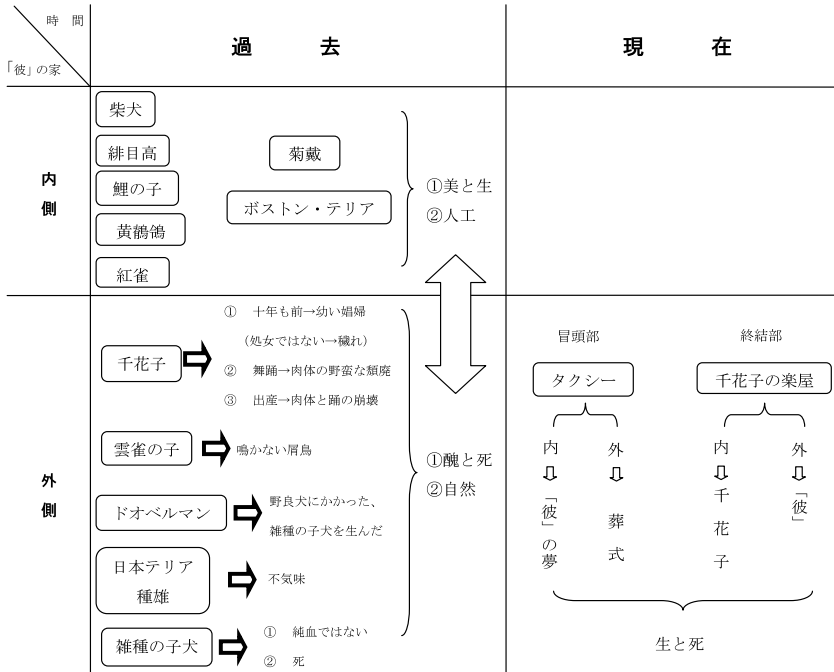 時 間
「彼」の家
過 去
現 在
内側
柴犬
緋目高
鯉の子
黄鶺鴒
紅雀
菊戴
ボストン・テリア
①美と生
②人工
外側
千花子
① 十年も前→幼い娼婦
（処女ではない→穢れ）
② 舞踊→肉体の野蛮な頽廃
③ 出産→肉体と踊の崩壊
雲雀の子
鳴かない屑鳥
ドオベルマン
野良犬にかかった、
雑種の子犬を生んだ
日本テリア
種雄
不気味
雑種の子犬
① 純血ではない
② 死
①醜と死
②自然
冒頭部
タクシー
内
「彼」の夢
外
葬式
終結部
千花子の楽屋
内
千花子
外
「彼」
生と死